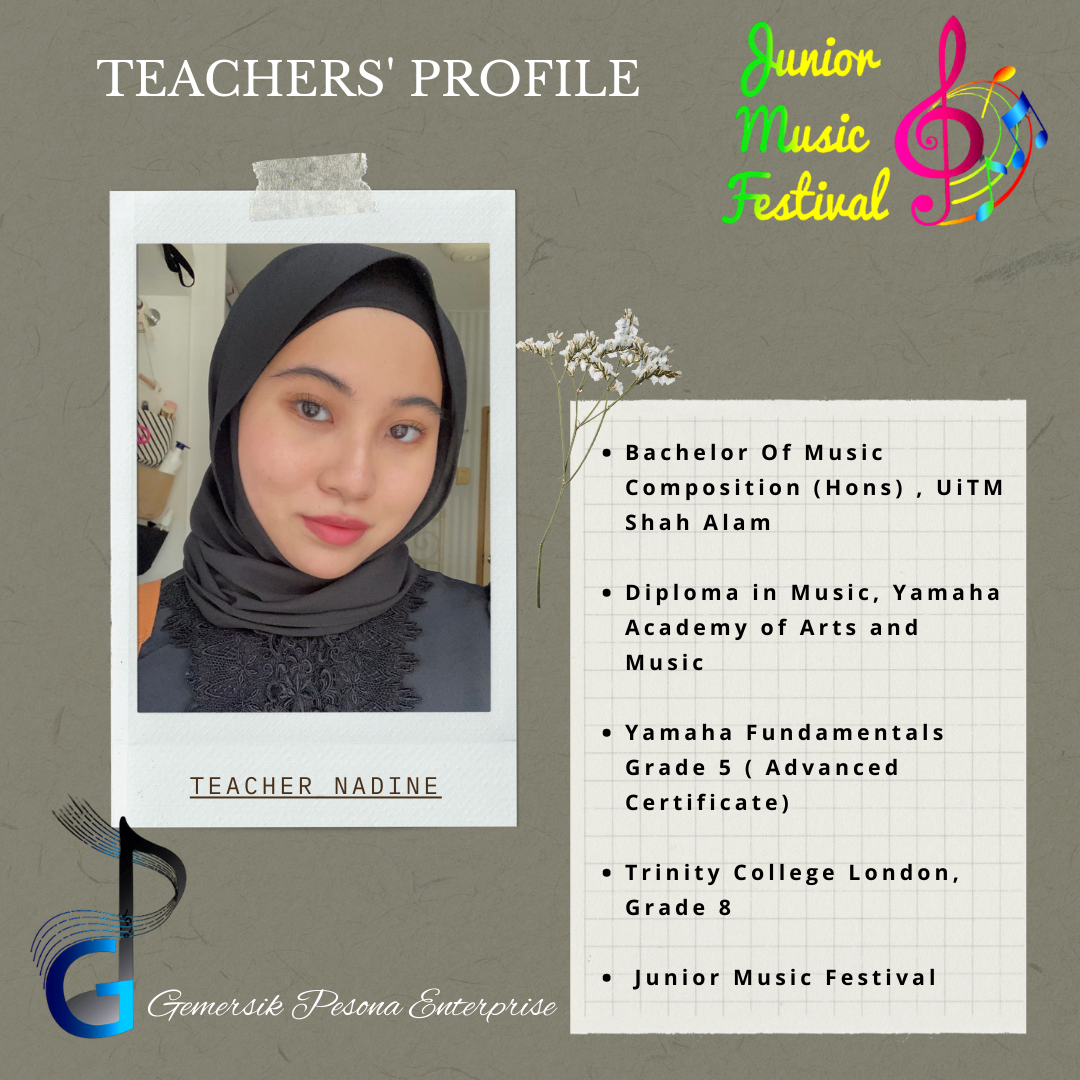 TEACHERS' PROFILE
Junior
Music
Festival
TEACHER NADINE
• Bachelor Of Music
Composition (Hons) , UiTM
Shah Alam
• Diploma in Music, Yamaha
Academy of Arts and
Music
• Yamaha Fundamentals
Grade 5 ( Advanced
Certificate)
• Trinity College London,
Grade 8
• Junior Music Festival
G
Gemersik Pesona Enterprise